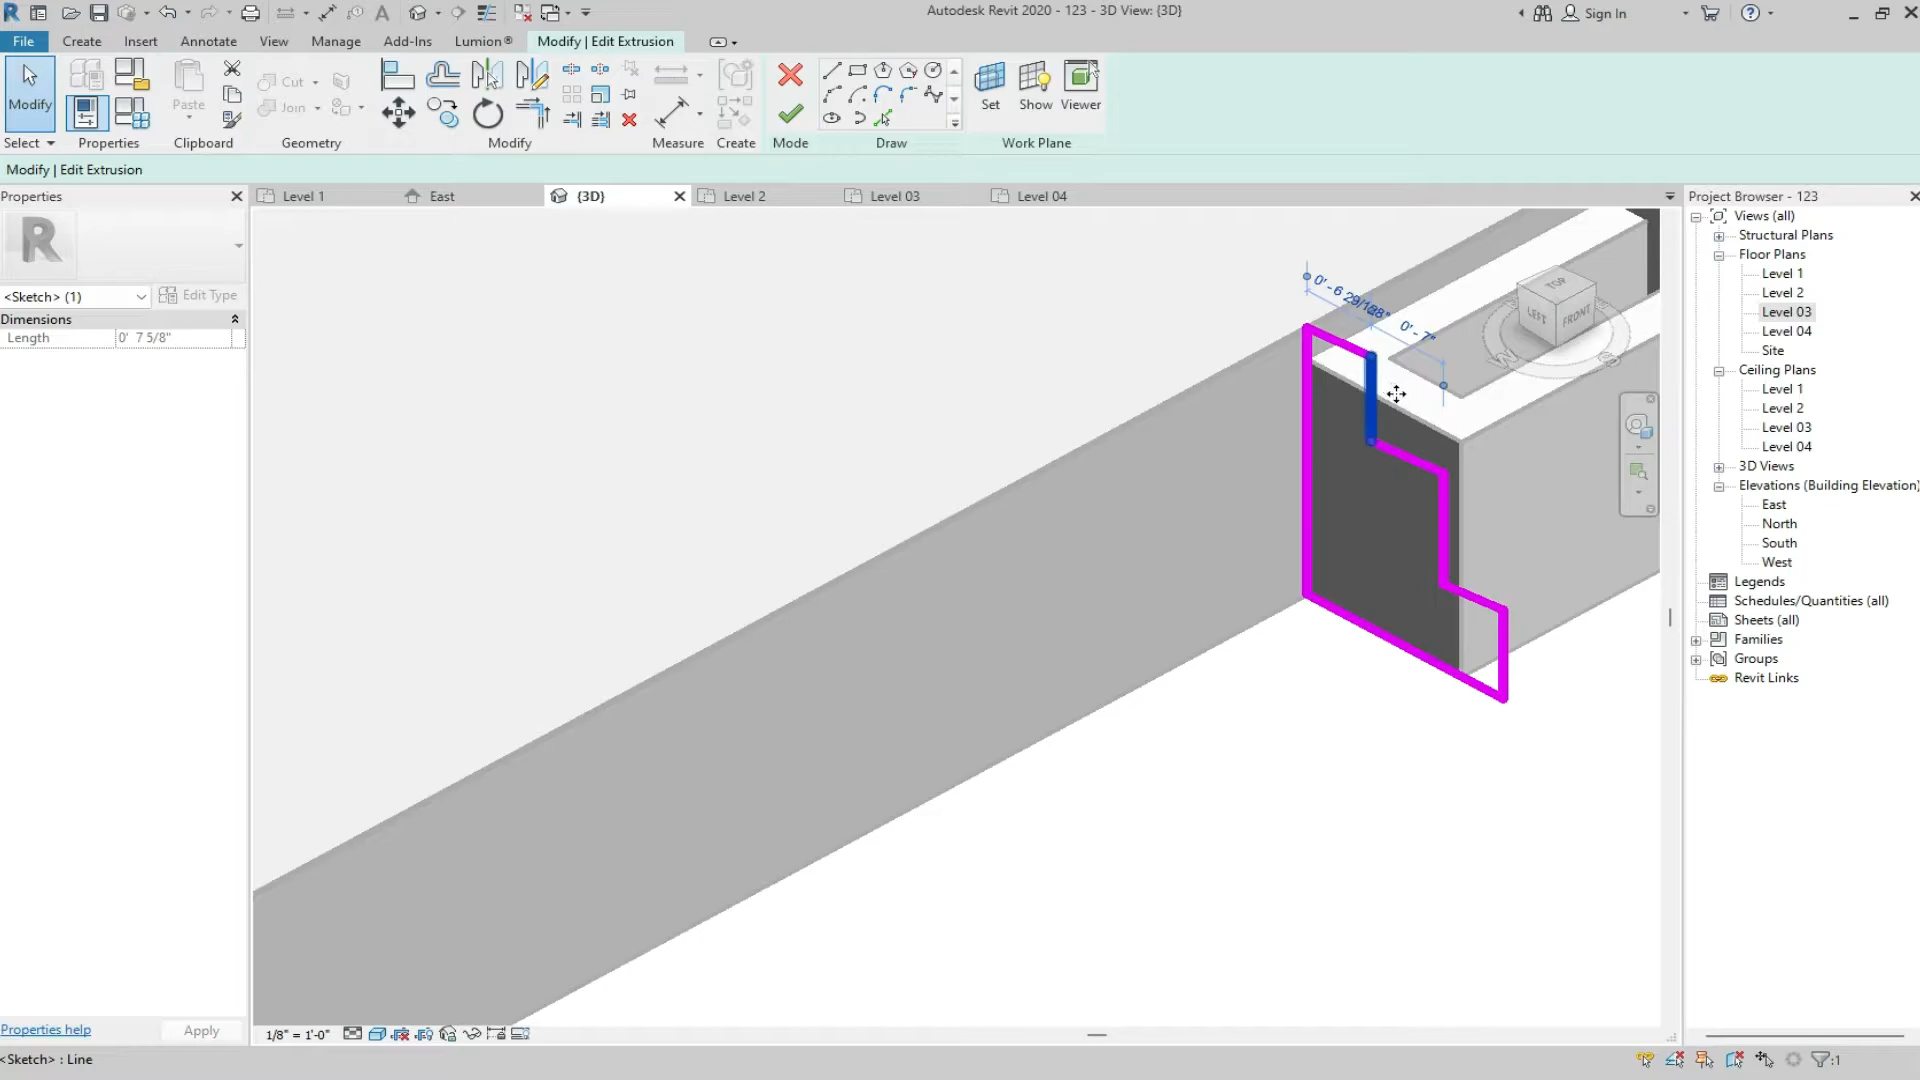 Autodesk Revit 2020 - 123 - 3D View: {3D}
Sign In
File
Create
Insert
Annotate
View
Manage
Add-Ins
Lumion®
Modify | Edit Extrusion
Modify
Paste
Cut
Join
Set
Show
Viewer
Select
Properties
Clipboard
Geometry
Modify
Measure
Create
Mode
Draw
Work Plane
Modify | Edit Extrusion
Properties
Level 1
East
{3D}
Level 2
Level 03
Level 04
Project Browser - 123
R
<Sketch> (1)
Edit Type
Dimensions
Length
0' 7 5/8"
0' - 7"
TOP
LEFT
FRONT
W
Views (all)
Structural Plans
Floor Plans
Level 1
Level 2
Level 03
Level 04
Site
Ceiling Plans
Level 1
Level 2
Level 03
Level 04
3D Views
Elevations (Building Elevation)
East
North
South
West
Legends
Schedules/Quantities (all)
Sheets (all)
Families
Groups
Revit Links
Properties help
Apply
1/8" = 1'-0"
<Sketch> : Line
:1